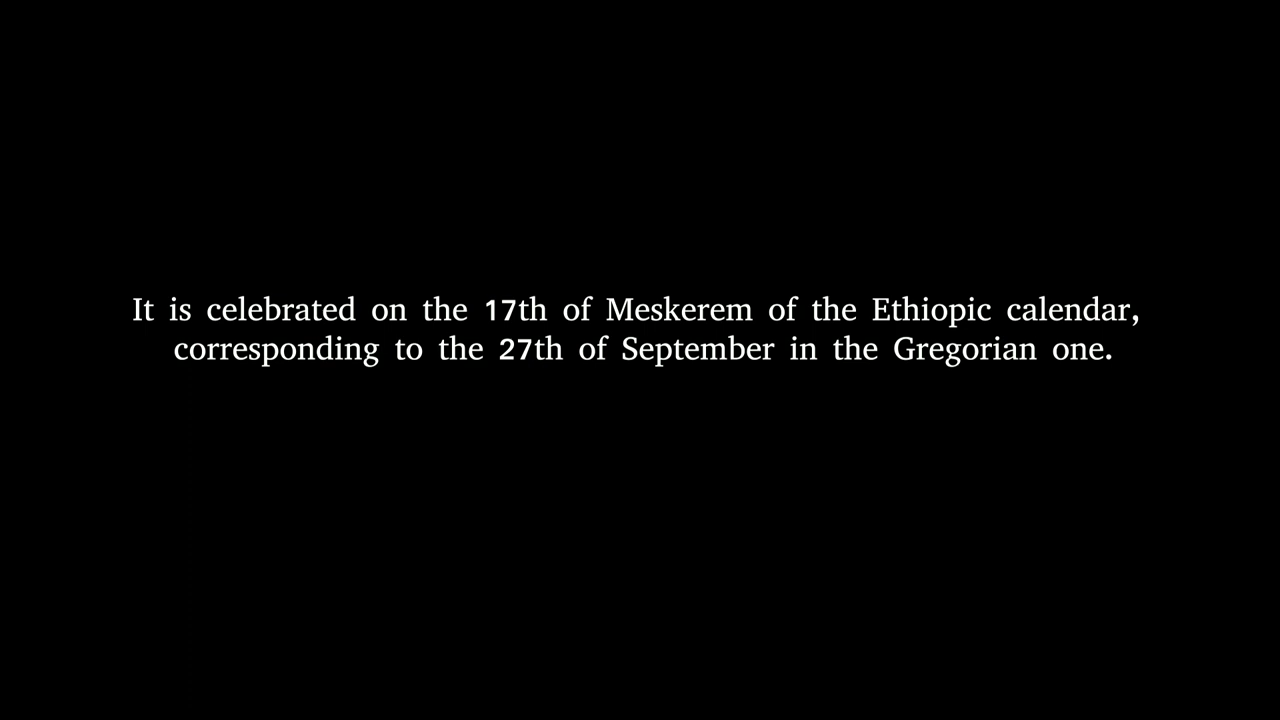 It is celebrated on the 17th of Meskerem of the Ethiopic calendar,
corresponding to the 27th of September in the Gregorian one.